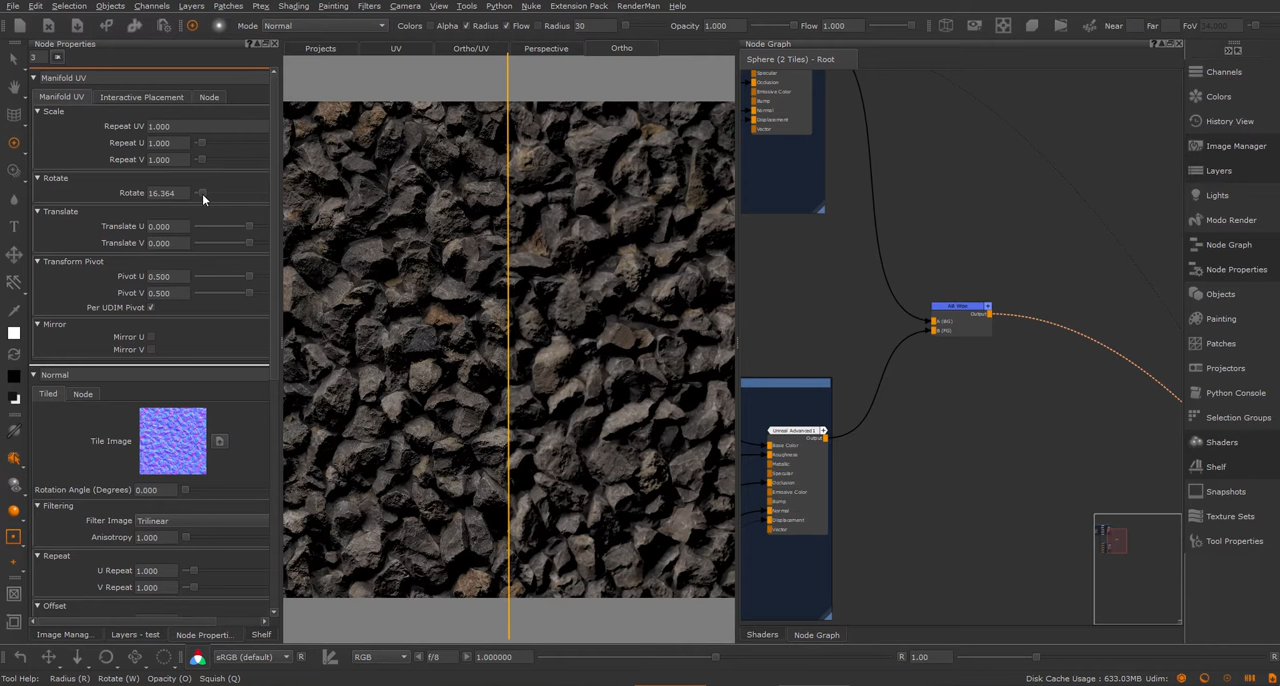 File Edit Selection Objects Channels Layers Patches Ptex Shading Painting Filters Camera View Tools Python Nuke Extension Pack RenderMan Help
Mode Normal Colors Alpha Radius Flow Radius 30 Opacity 1.000 Flow 1.000 Near Far FoV
Node Properties
3
Manifold UV
Manifold UV Interactive Placement Node
Scale
Repeat UV 1.000
Repeat U 1.000
Repeat V 1.000
Rotate
Rotate 16.364
Translate
Translate U 0.000
Translate V 0.000
Transform Pivot
Pivot U 0.500
Pivot V 0.500
Per UDIM Pivot
Mirror
Mirror U
Mirror V
Normal
Tiled Node
Tile Image
Rotation Angle (Degrees) 0.000
Filtering
Filter Image Trilinear
Anisotropy 1.000
Repeat
U Repeat 1.000
V Repeat 1.000
Offset
Image Manag... Layers - test Node Properti... Shelf
Projects UV Ortho/UV Perspective Ortho
Node Graph
Sphere (2 Tiles) - Root
Specular
Occlusion
Emissive Color
Bump
Normal
Displacement
Vector
AB Wipe
Output
A (BG)
B (FG)
Unreal Advanced1
Output
Base Color
Roughness
Metallic
Specular
Occlusion
Emissive Color
Bump
Normal
Displacement
Vector
Shaders Node Graph
Channels
Colors
History View
Image Manager
Layers
Lights
Modo Render
Node Graph
Node Properties
Objects
Painting
Patches
Projectors
Python Console
Selection Groups
Shaders
Shelf
Snapshots
Texture Sets
Tool Properties
sRGB (default) R RGB f/8 1.000000 R 1.00 R
Tool Help: Radius (R) Rotate (W) Opacity (O) Squish (Q) Disk Cache Usage : 633.03MB Udim: